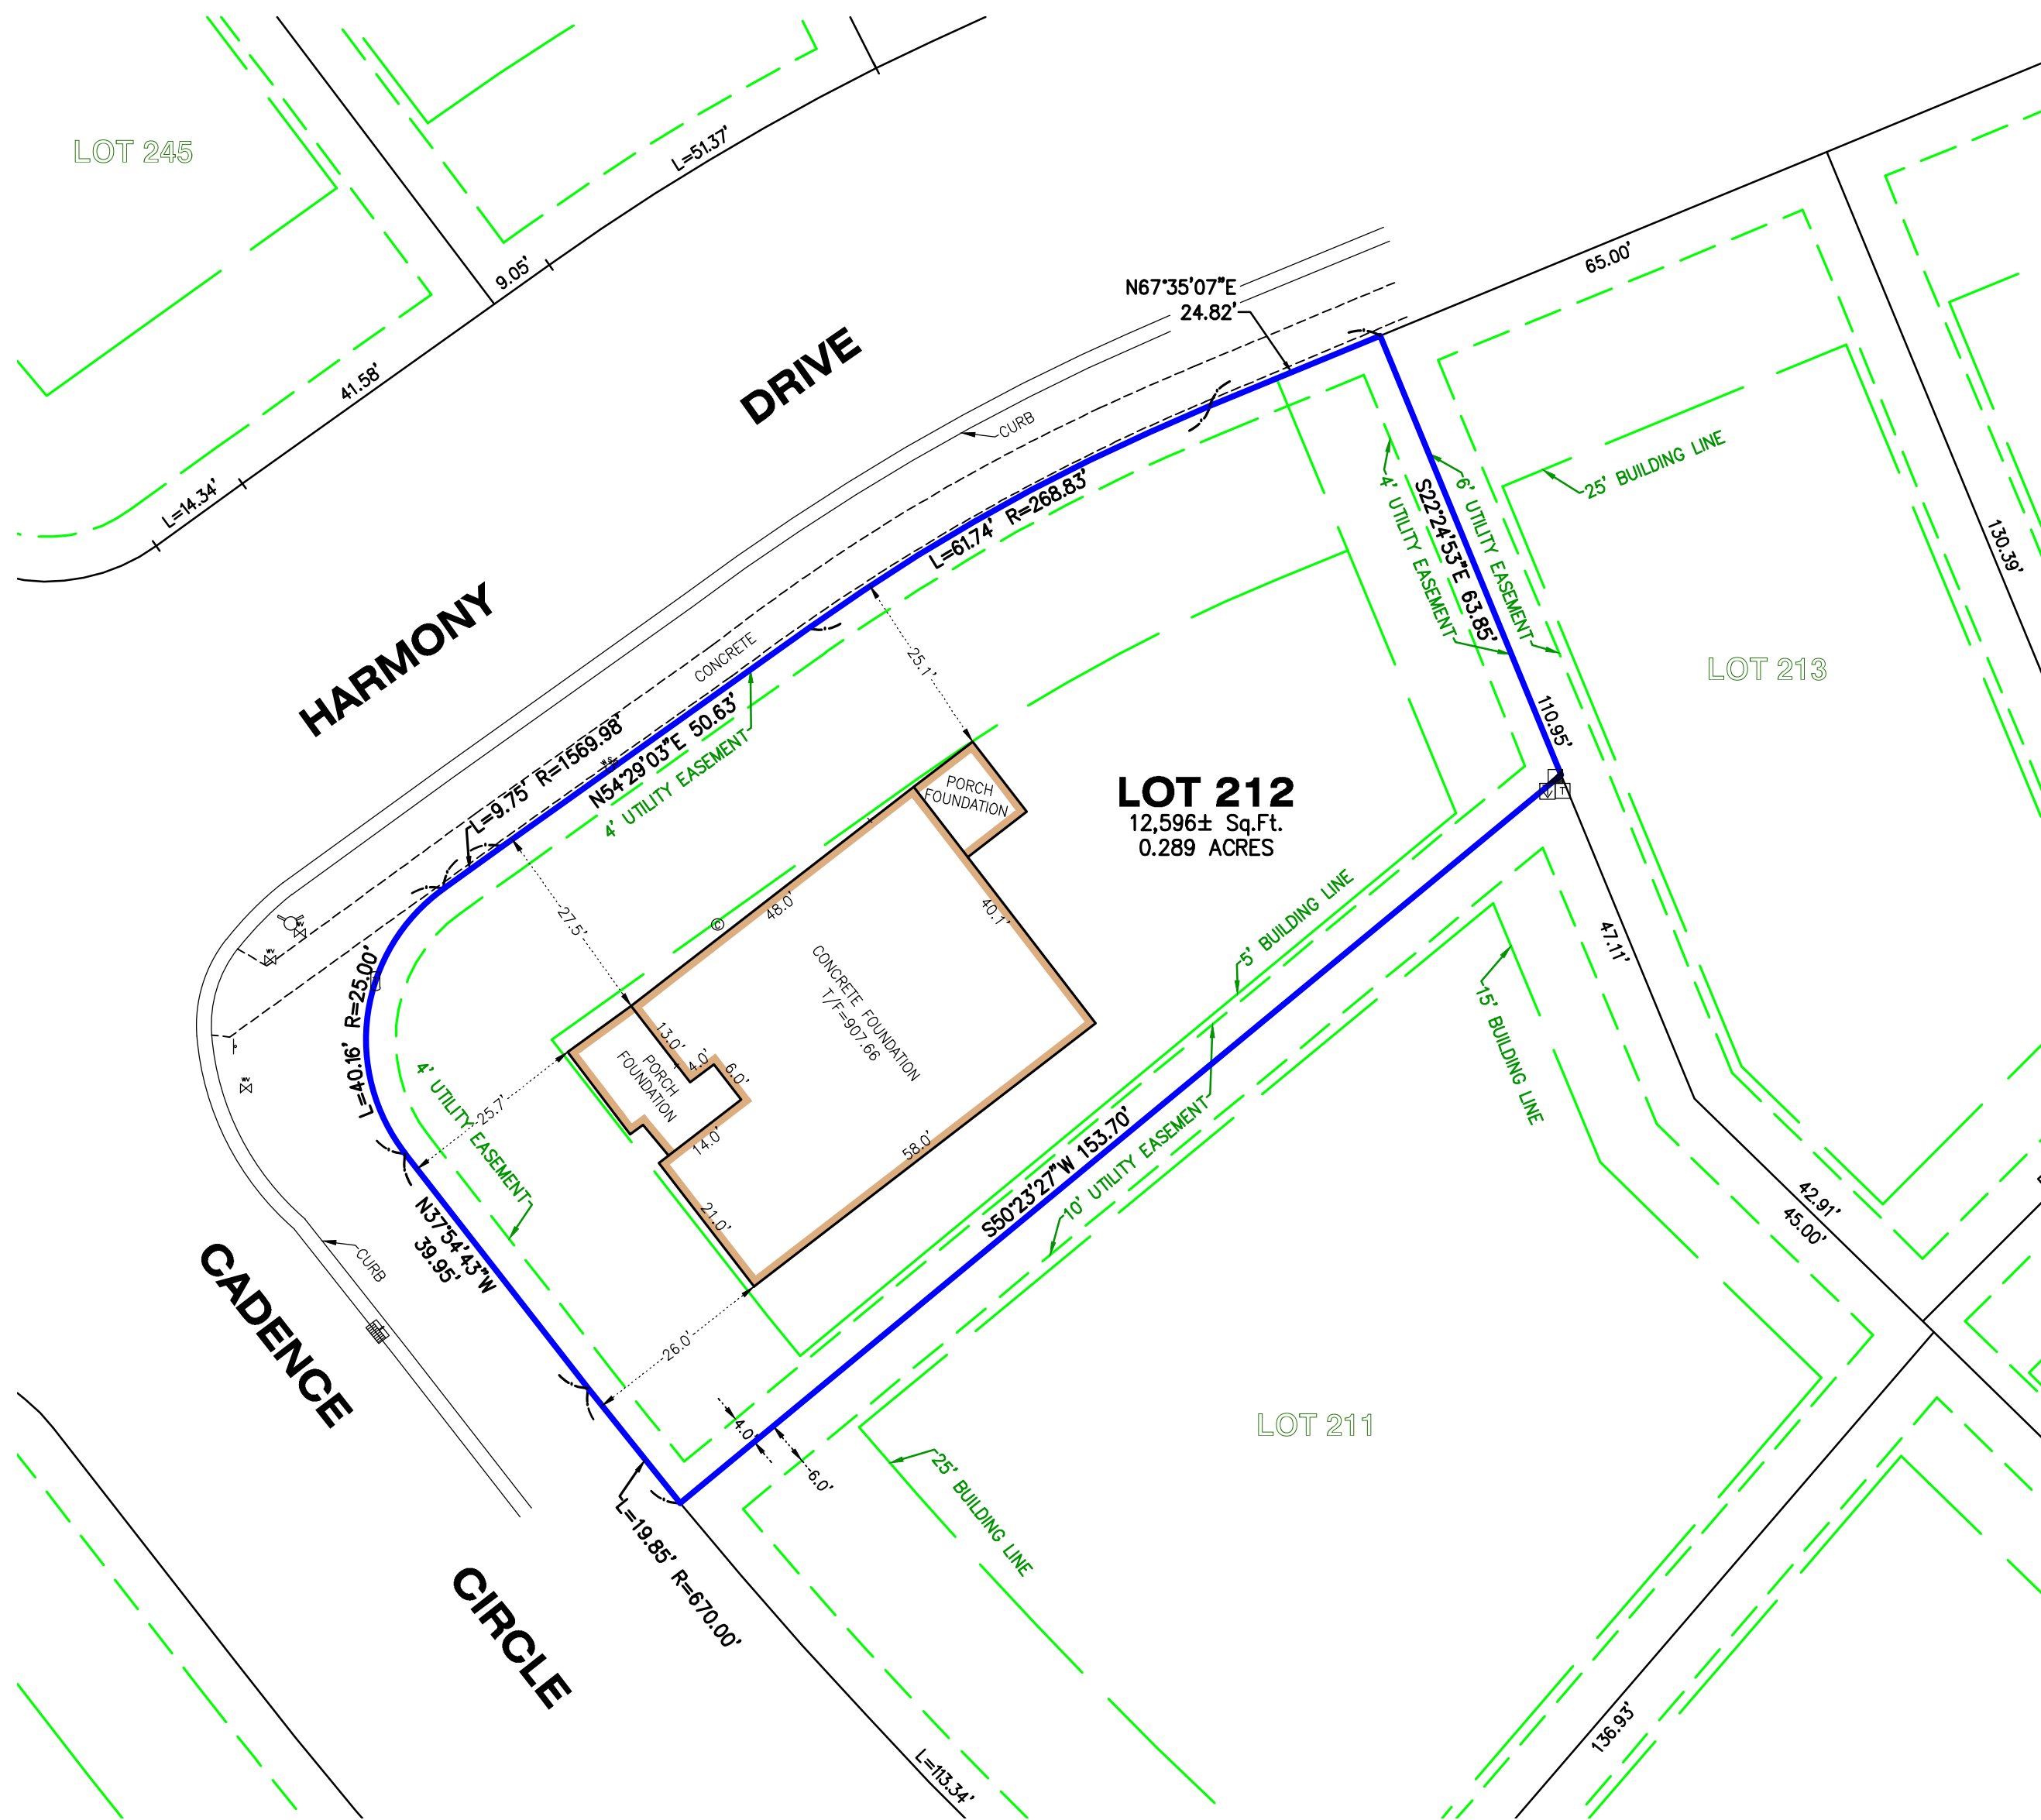 LOT 245
L=51.37'
9.05'
41.58'
L=14.34'
DRIVE
HARMONY
N67°35'07"E
24.82'
65.00'
CURB
25' BUILDING LINE
4' UTILITY EASEMENT
S22°24'53"E 63.85'
6' UTILITY EASEMENT
130.39'
L=61.74' R=268.83'
25.1'
CONCRETE
LOT 213
110.95'
L=9.75' R=1569.98'
N54°29'03"E 50.63'
4' UTILITY EASEMENT
PORCH
FOUNDATION
LOT 212
12,596± Sq.Ft.
0.289 ACRES
T
27.5'
48.0'
©
40.1'
5' BUILDING LINE
47.11'
WV
WV
WV
L=40.16' R=25.00'
CONCRETE FOUNDATION
T/F=907.66
13.0'
4.0'
6.0'
PORCH
FOUNDATION
14.0'
58.0'
21.0'
25.7'
4' UTILITY EASEMENT
15' BUILDING LINE
S50°23'27"W 153.70'
10' UTILITY EASEMENT
42.91'
45.00'
N37°54'43"W
39.95'
CURB
CADENCE
26.0'
4.0'
6.0'
LOT 211
25' BUILDING LINE
L=19.85' R=670.00'
CIRCLE
L=113.34'
136.93'